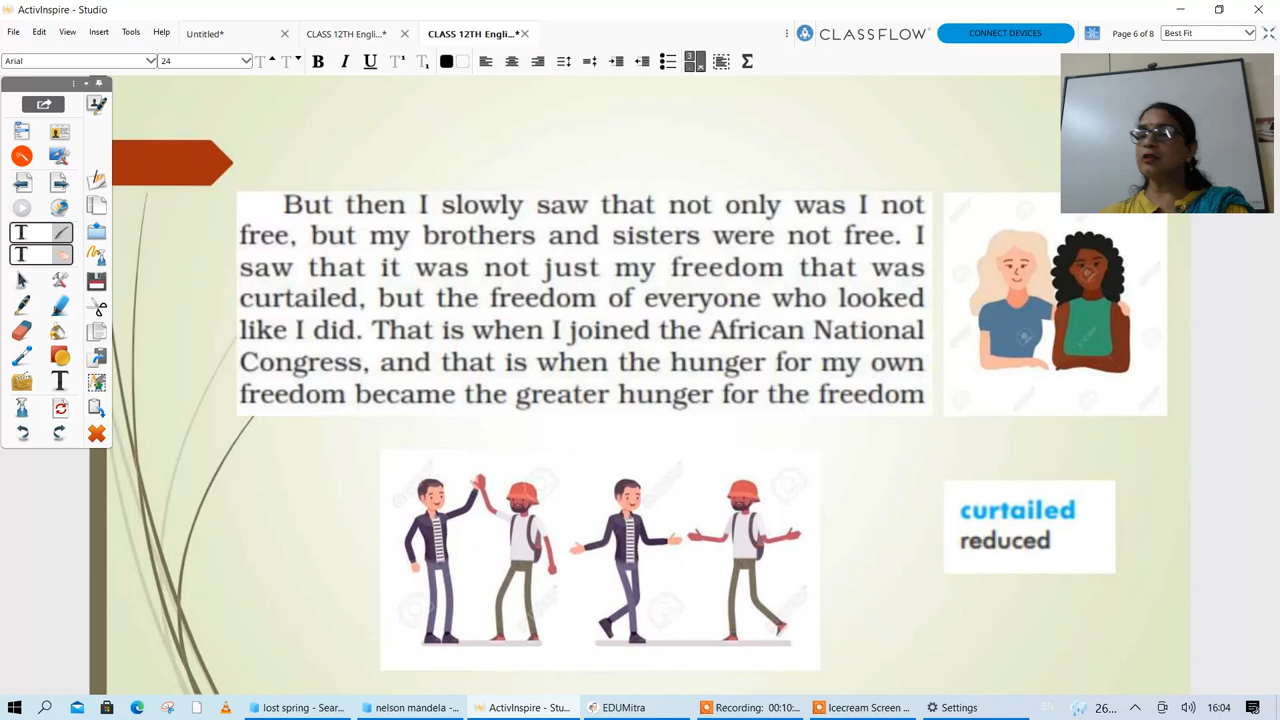 ActivInspire - Studio
File Edit View Insert Tools Help
Untitled*
CLASS 12TH Engli...*
CLASS 12TH Engli...*
CLASSFLOW
CONNECT DEVICES
Page 6 of 8
Best Fit
Arial
24
But then I slowly saw that not only was I not
free, but my brothers and sisters were not free. I
saw that it was not just my freedom that was
curtailed, but the freedom of everyone who looked
like I did. That is when I joined the African National
Congress, and that is when the hunger for my own
freedom became the greater hunger for the freedom
curtailed
reduced
lost spring - Sear...
nelson mandela -...
ActivInspire - Stu...
EDUMitra
Recording: 00:10:...
Icecream Screen ...
Settings
EN
26...
16:04